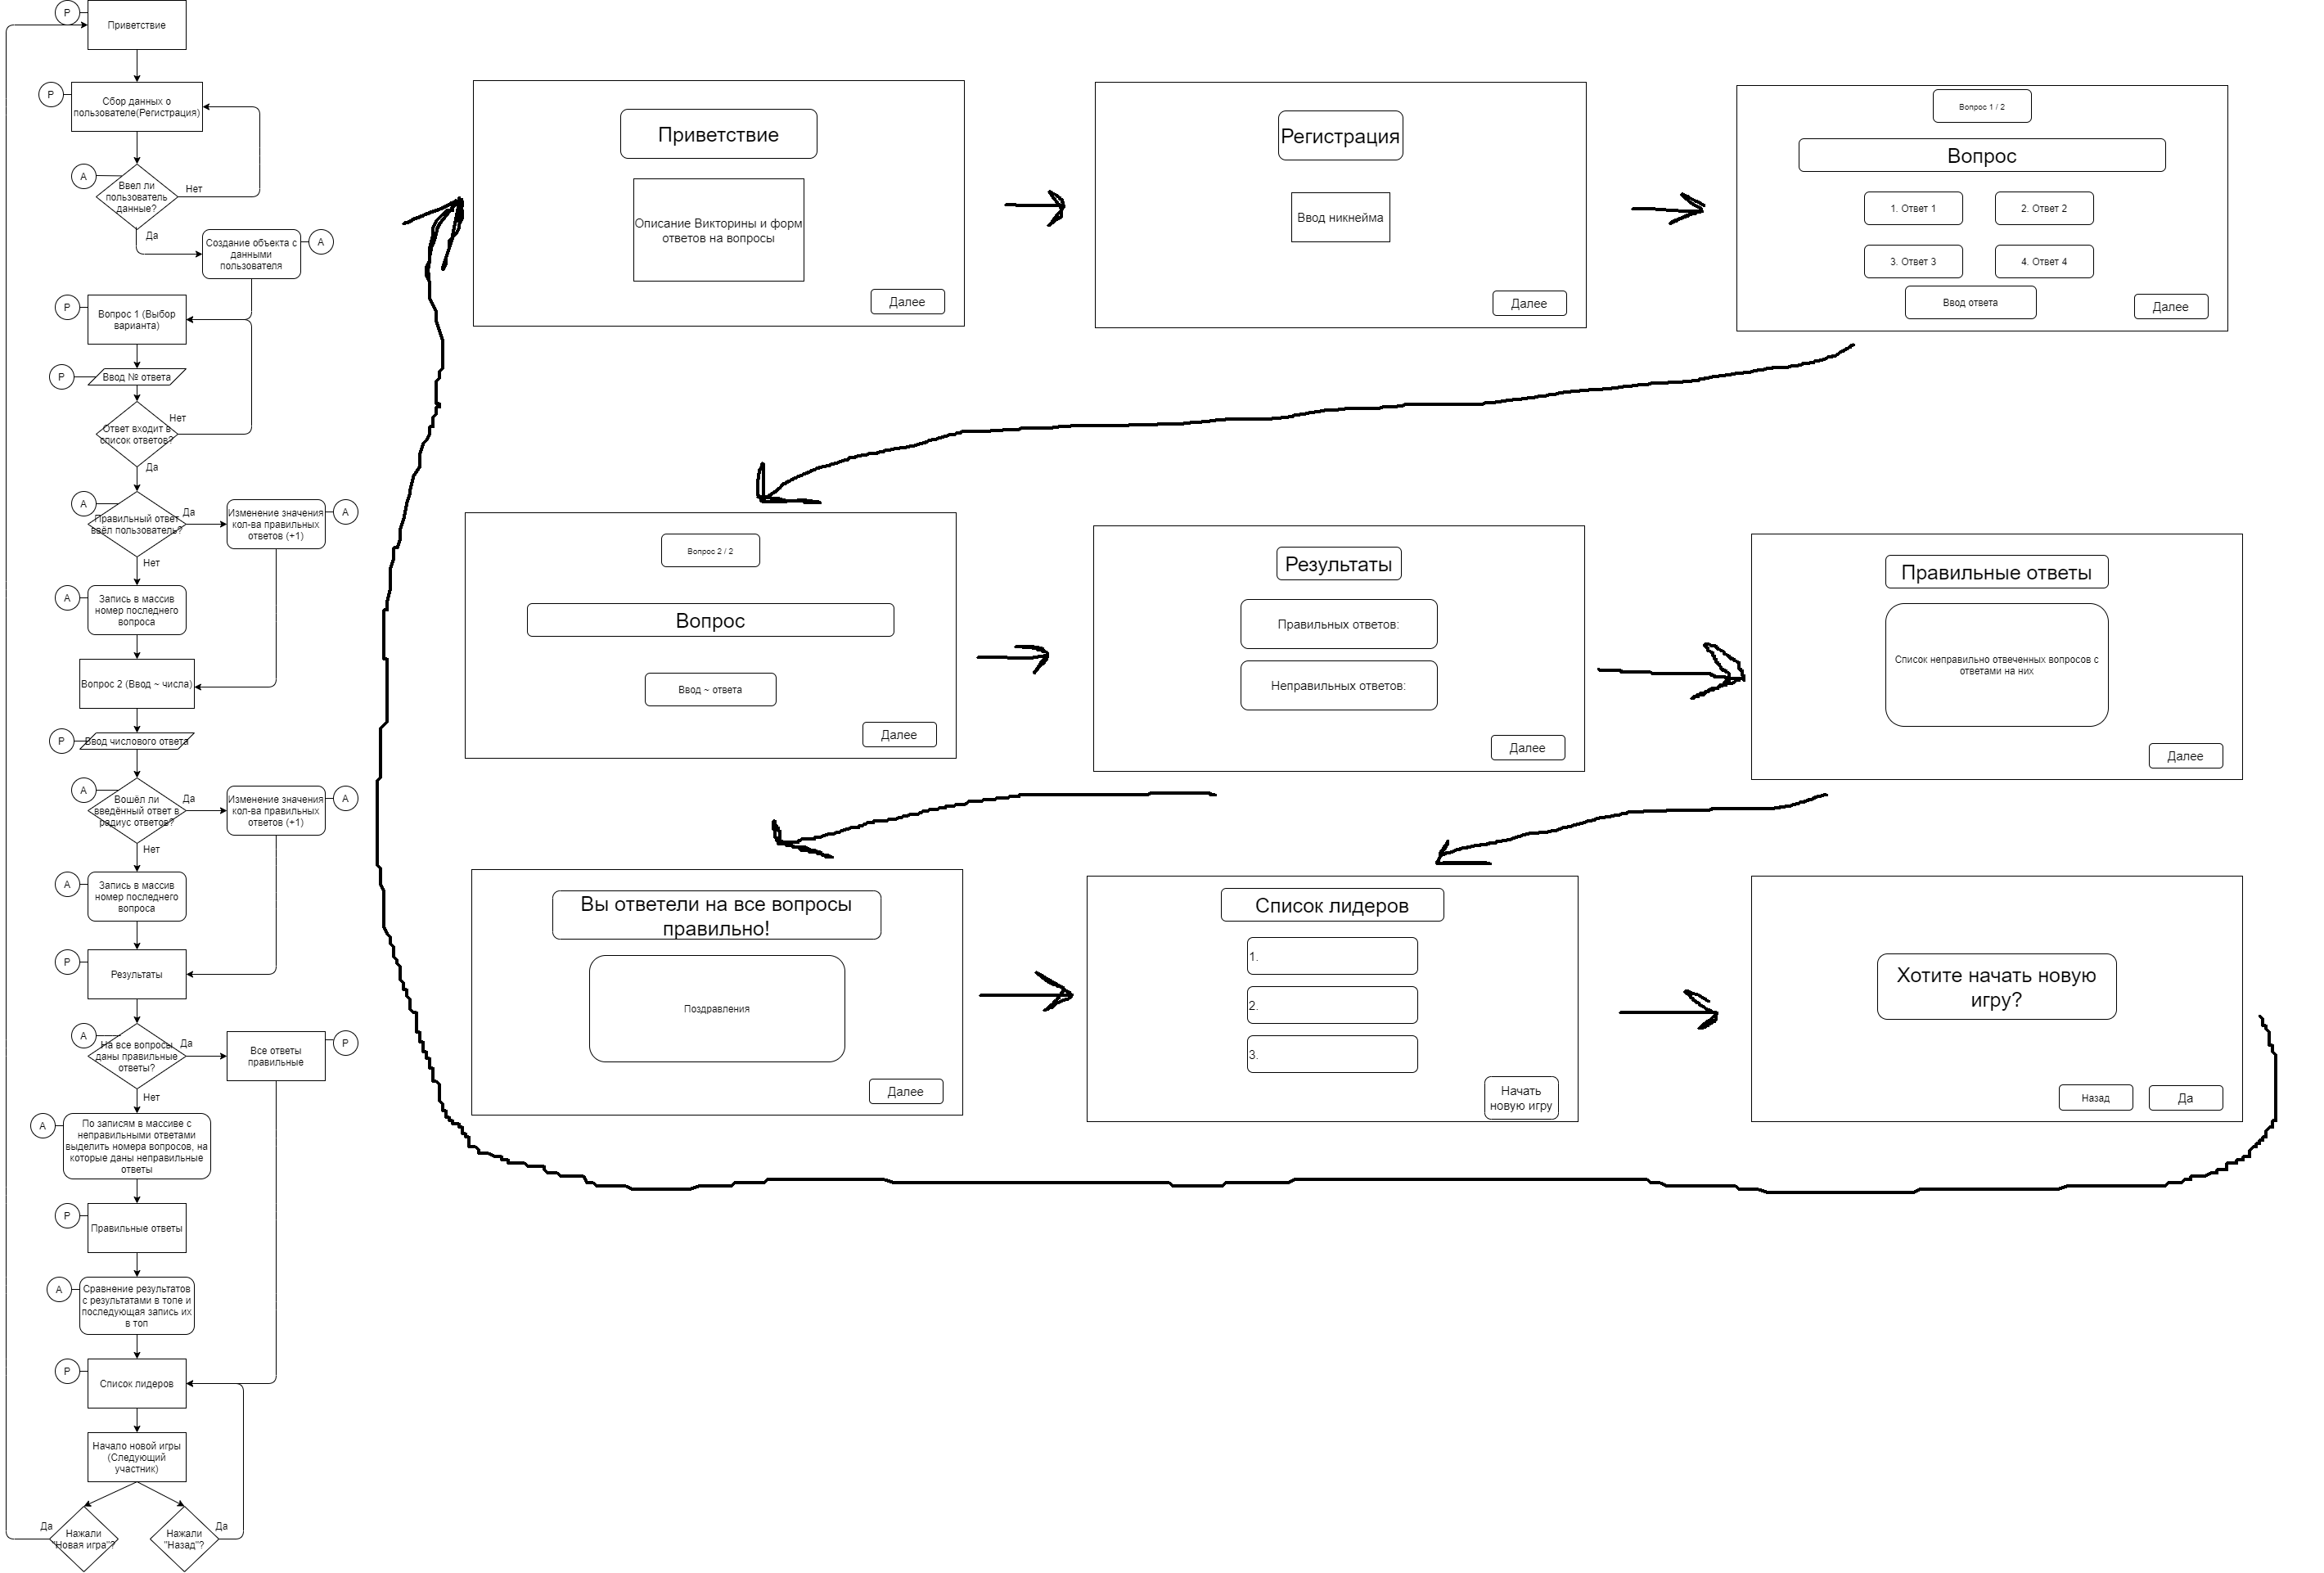 P
Приветствие
P
Сбор данных о
пользователе(Регистрация)
A
Ввел ли
пользователь
данные?
Нет
Да
Создание объекта с
данными
пользователя
A
P
Вопрос 1 (Выбор
варианта)
P
Ввод № ответа
Нет
Ответ входит в
список ответов?
Да
A
Правильный ответ
ввёл пользователь?
Да
Изменение значения
кол-ва правильных
ответов (+1)
A
Нет
A
Запись в массив
номер последнего
вопроса
Вопрос 2 (Ввод ~ числа)
P
Ввод числового ответа
A
Вошёл ли
введённый ответ в
радиус ответов?
Да
Изменение значения
кол-ва правильных
ответов (+1)
A
Нет
A
Запись в массив
номер последнего
вопроса
P
Результаты
A
На все вопросы
даны правильные
ответы?
Да
Все ответы
правильные
P
Нет
A
По записям в массиве с
неправильными ответами
выделить номера вопросов, на
которые даны неправильные
ответы
P
Правильные ответы
A
Сравнение результатов
с результатами в топе и
последующая запись их
в топ
P
Список лидеров
Начало новой игры
(Следующий
участник)
Да
Нажали
"Новая игра"?
Нажали
"Назад"?
Да
Приветствие
Описание Викторины и форм
ответов на вопросы
Далее
Регистрация
Ввод никнейма
Далее
Вопрос 1 / 2
Вопрос
1. Ответ 1
2. Ответ 2
3. Ответ 3
4. Ответ 4
Ввод ответа
Далее
Вопрос 2 / 2
Вопрос
Ввод ~ ответа
Далее
Результаты
Правильных ответов:
Неправильных ответов:
Далее
Правильные ответы
Список неправильно отвеченных вопросов с
ответами на них
Далее
Вы ответели на все вопросы
правильно!
Поздравления
Далее
Список лидеров
1.
2.
3.
Начать
новую игру
Хотите начать новую
игру?
Назад
Да